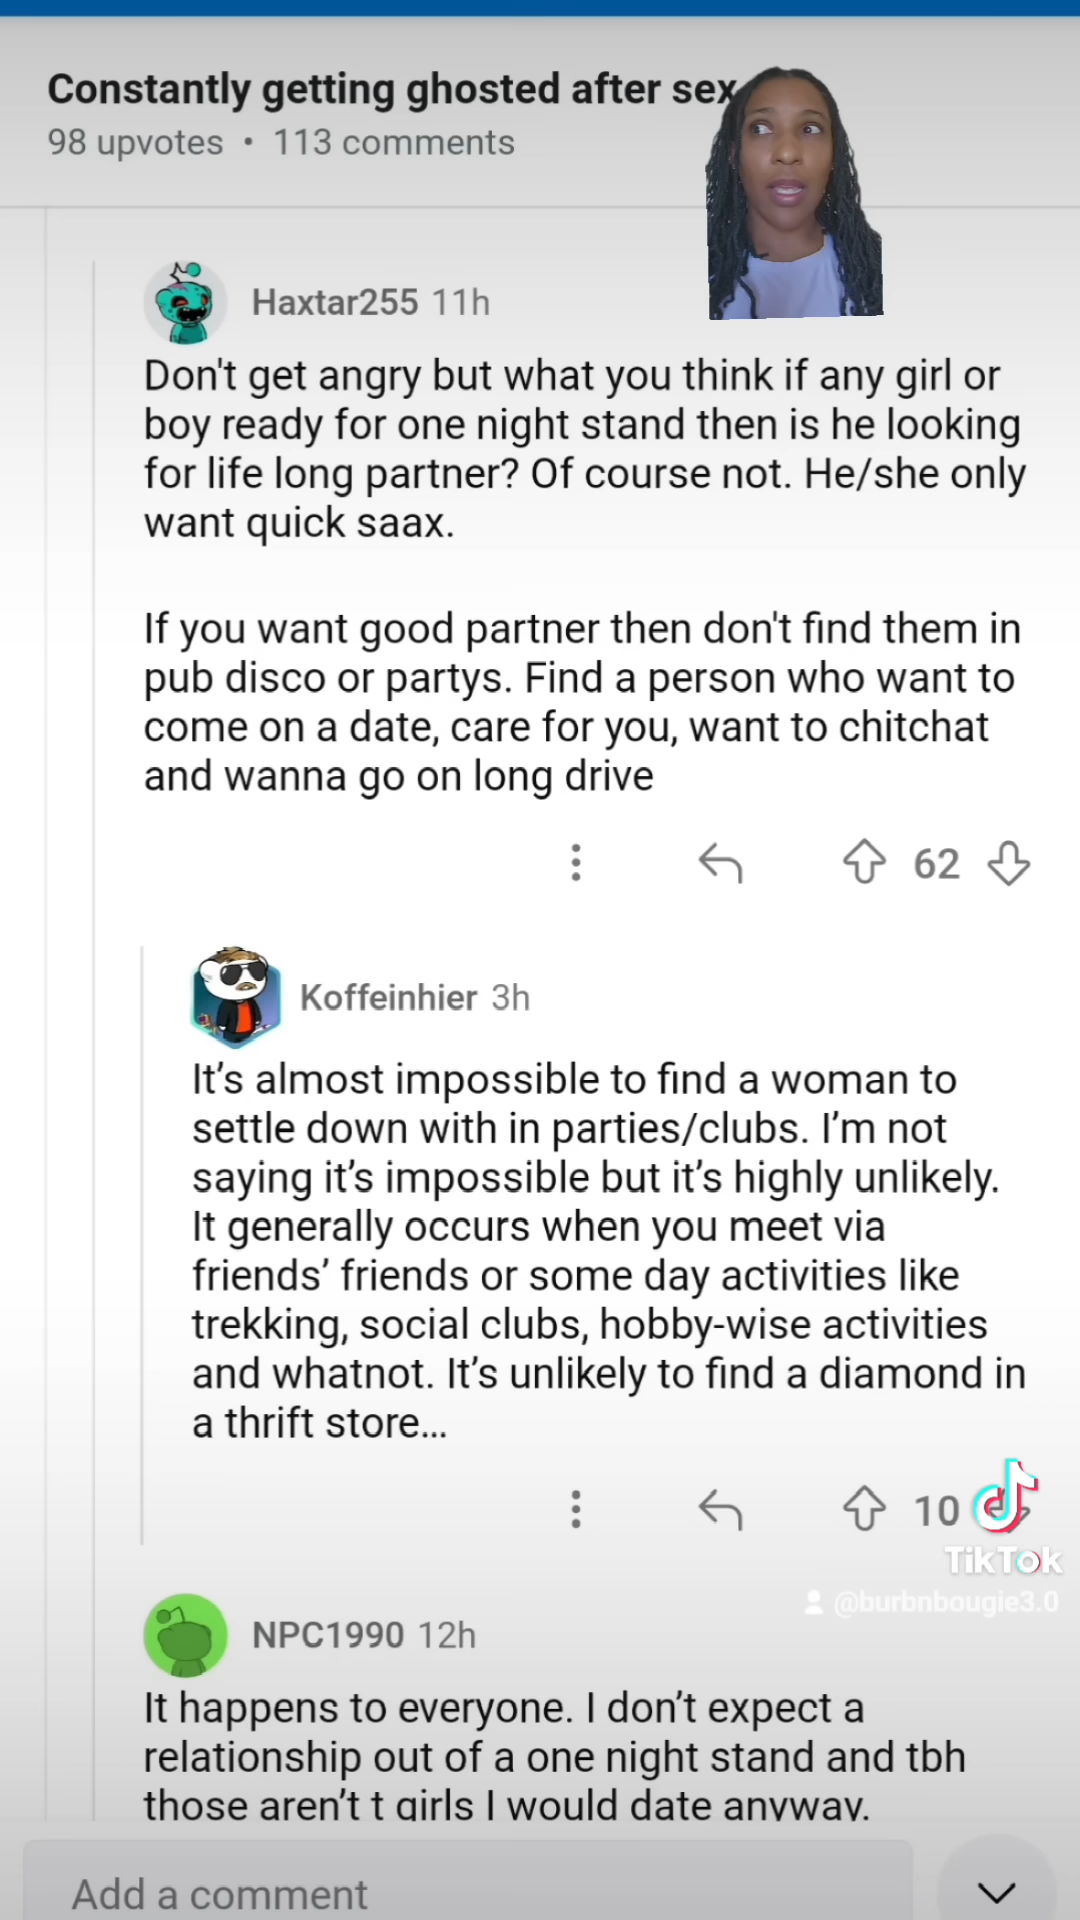 Constantly getting ghosted after sex
98 upvotes • 113 comments
Haxtar255 11h
Don't get angry but what you think if any girl or
boy ready for one night stand then is he looking
for life long partner? Of course not. He/she only
want quick saax.
If you want good partner then don't find them in
pub disco or partys. Find a person who want to
come on a date, care for you, want to chitchat
and wanna go on long drive
62
Koffeinhier 3h
It’s almost impossible to find a woman to
settle down with in parties/clubs. I’m not
saying it’s impossible but it’s highly unlikely.
It generally occurs when you meet via
friends’ friends or some day activities like
trekking, social clubs, hobby-wise activities
and whatnot. It’s unlikely to find a diamond in
a thrift store...
10
TikTok
@burbnbougie3.0
NPC1990 12h
It happens to everyone. I don’t expect a
relationship out of a one night stand and tbh
those aren’t t girls I would date anyway.
Add a comment